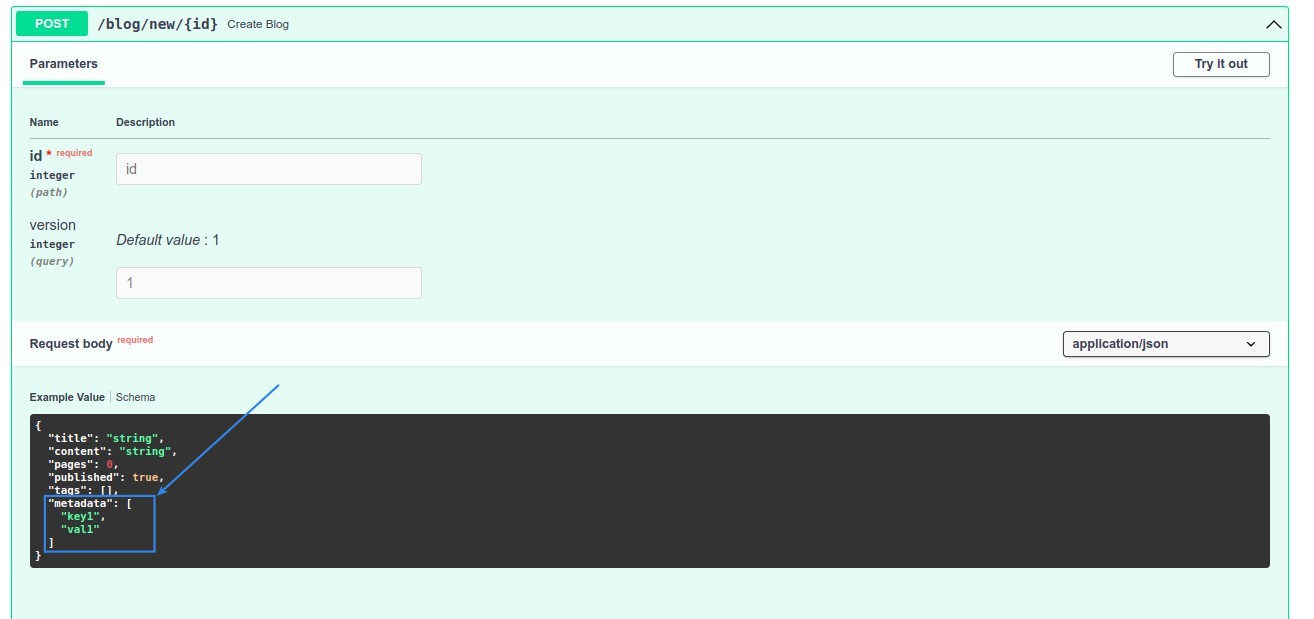 POST /blog/new/{id} Create Blog
Parameters
Try it out
Name Description
id * required
integer
(path)
id
version
integer
(query)
Default value : 1
1
Request body required
application/json
Example Value | Schema
{
"title": "string",
"content": "string",
"pages": 0,
"published": true,
"tags": [],
"metadata": [
"key1",
"val1"
]
}